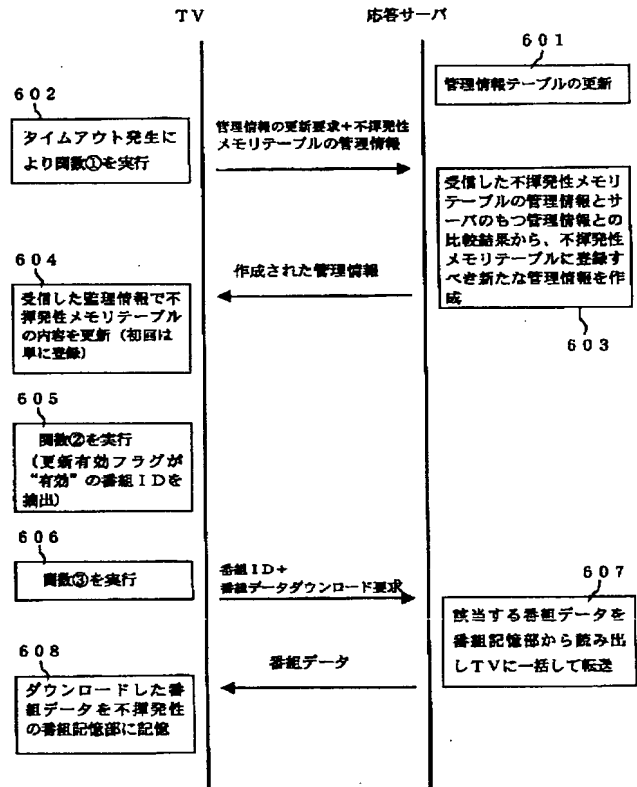 TV
応答サーバ
601
管理情報テーブルの更新
602
タイムアウト発生に
より関数①を実行
管理情報の更新要求+不揮発性
メモリテーブルの管理情報
受信した不揮発性メモリ
テーブルの管理情報とサ
ーバのもつ管理情報との
比較結果から、不揮発性
メモリテーブルに登録す
べき新たな管理情報を作
成
603
作成された管理情報
604
受信した監理情報で不
揮発性メモリテーブル
の内容を更新(初回は
単に登録)
605
関数②を実行
(更新有効フラグが
“有効”の番組IDを
抽出)
606
関数③を実行
番組ID+
番組データダウンロード要求
607
該当する番組データを
番組記憶部から読み出
しTVに一括して転送
番組データ
608
ダウンロードした番
組データを不揮発性
の番組記憶部に記憶